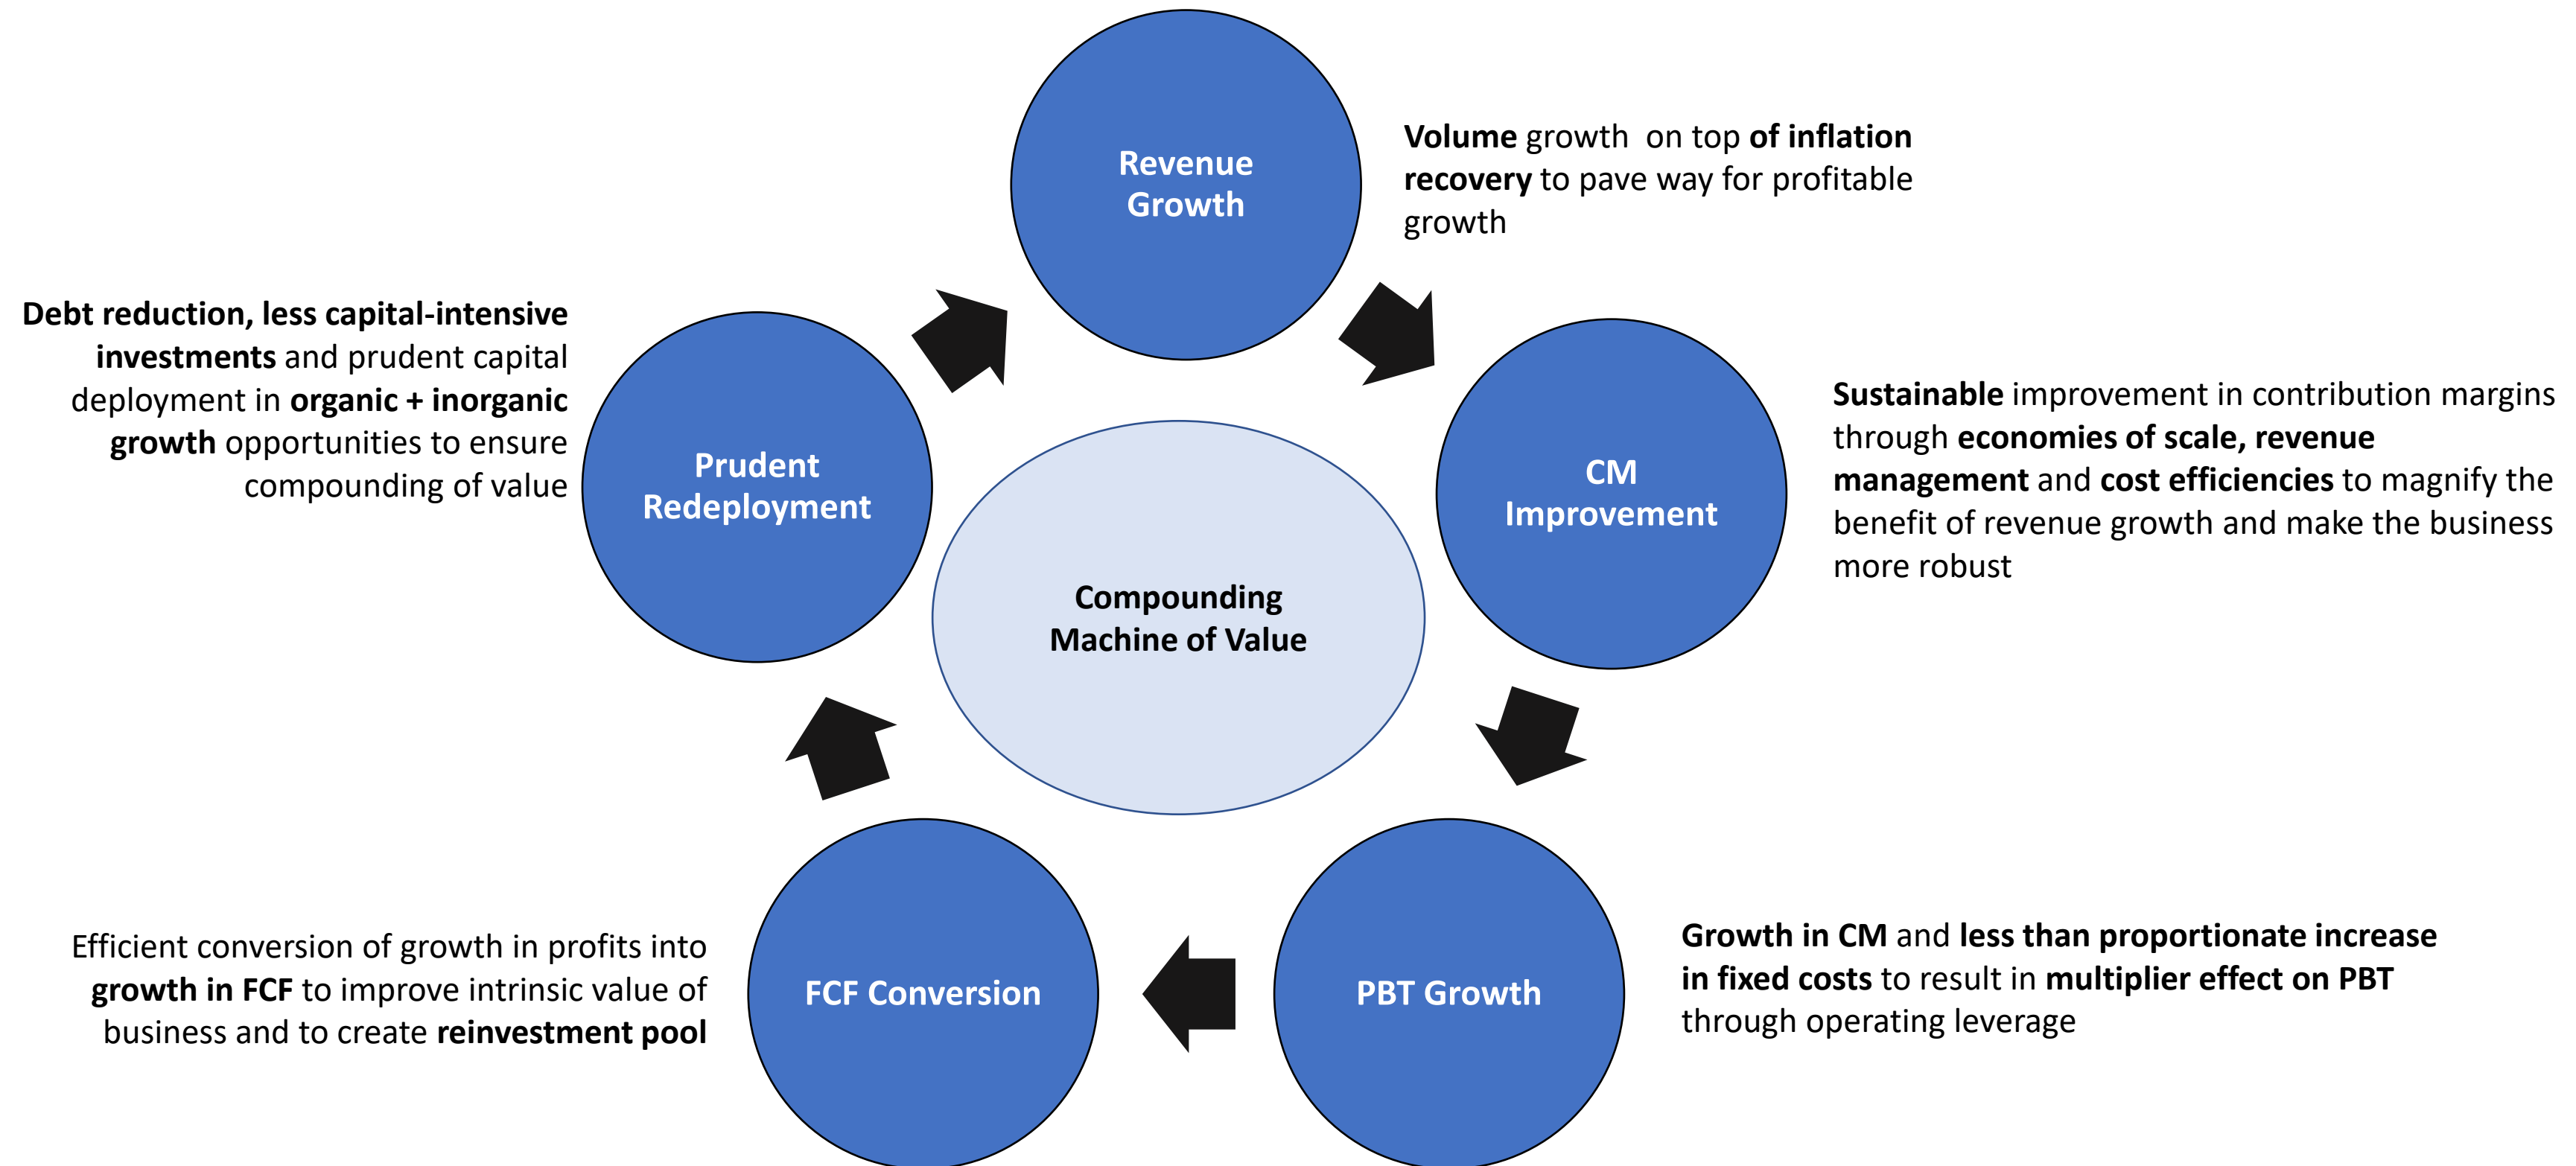 Revenue
Growth
Volume growth on top of inflation
recovery to pave way for profitable
growth
CM
Improvement
Sustainable improvement in contribution margins
through economies of scale, revenue
management and cost efficiencies to magnify the
benefit of revenue growth and make the business
more robust
PBT Growth
Growth in CM and less than proportionate increase
in fixed costs to result in multiplier effect on PBT
through operating leverage
FCF Conversion
Efficient conversion of growth in profits into
growth in FCF to improve intrinsic value of
business and to create reinvestment pool
Prudent
Redeployment
Debt reduction, less capital-intensive
investments and prudent capital
deployment in organic + inorganic
growth opportunities to ensure
compounding of value
Compounding
Machine of Value